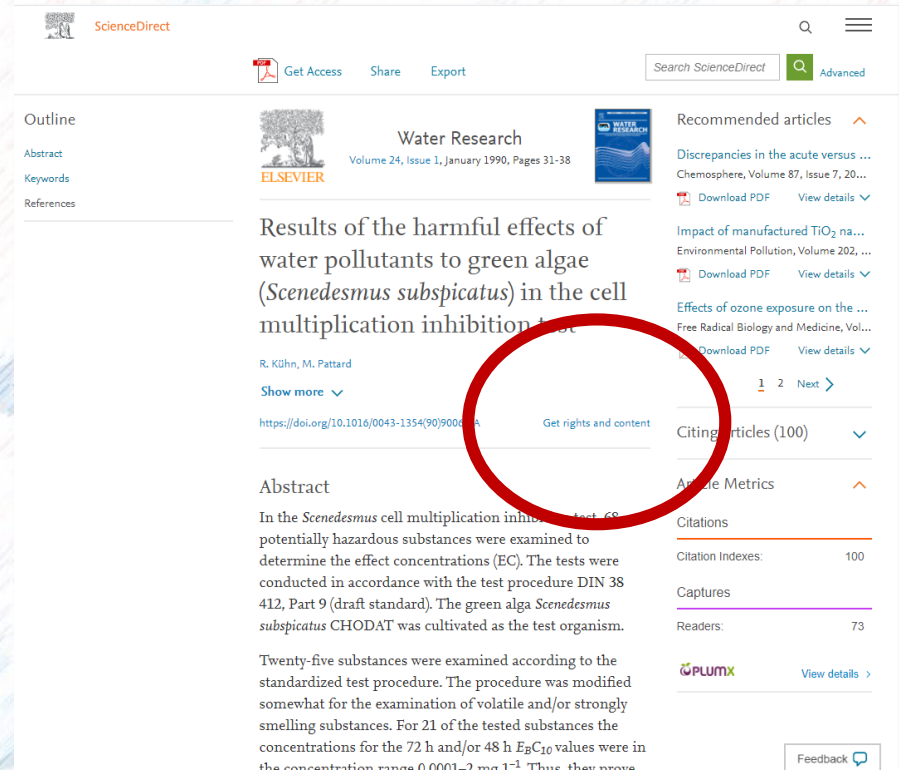 ScienceDirect
Get Access Share Export
Search ScienceDirect
Advanced
Outline
Abstract
Keywords
References
ELSEVIER
Water Research
Volume 24, Issue 1, January 1990, Pages 31-38
WATER
RESEARCH
Results of the harmful effects of
water pollutants to green algae
(Scenedesmus subspicatus) in the cell
multiplication inhibition test
R. Kühn, M. Pattard
Show more
https://doi.org/10.1016/0043-1354(90)9006
Get rights and content
Abstract
In the Scenedesmus cell multiplication test, 68
potentially hazardous substances were examined to
determine the effect concentrations (EC). The tests were
conducted in accordance with the test procedure DIN 38
412, Part 9 (draft standard). The green alga Scenedesmus
subspicatus CHODAT was cultivated as the test organism.
Twenty-five substances were examined according to the
standardized test procedure. The procedure was modified
somewhat for the examination of volatile and/or strongly
smelling substances. For 21 of the tested substances the
concentrations for the 72 h and/or 48 h EBC10 values were in
the concentration range 0.0001–2 mg l⁻¹. Thus, they prove
Recommended articles
Discrepancies in the acute versus ...
Chemosphere, Volume 87, Issue 7, 20...
Download PDF View details
Impact of manufactured TiO₂ na...
Environmental Pollution, Volume 202, ...
Download PDF View details
Effects of ozone exposure on the ...
Free Radical Biology and Medicine, Vol...
Download PDF View details
1 2 Next
Citing articles (100)
Article Metrics
Citations
Citation Indexes: 100
Captures
Readers: 73
PLUMX
View details
Feedback